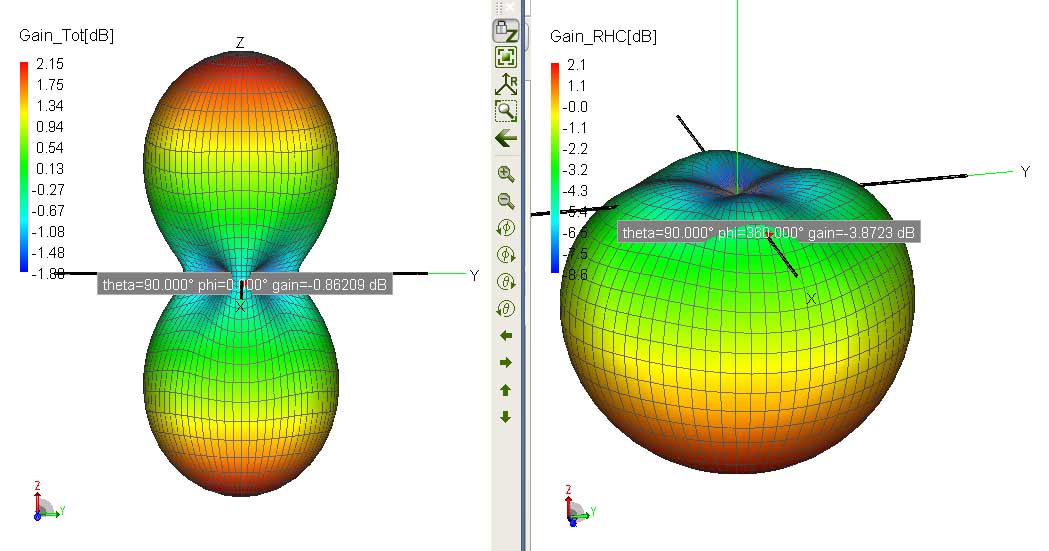 Gain_Tot[dB]
2.15
1.75
1.34
0.94
0.54
0.13
-0.27
-0.67
-1.08
-1.48
-1.88
Z
Y
theta=90.000° phi=0.000° gain=-0.86209 dB
X
Z
Y
Z
R
Gain_RHC[dB]
2.1
1.1
-0.0
-1.1
-2.2
-3.2
-4.3
-5.4
-6.5
-7.5
-8.6
Y
theta=90.000° phi=360.000° gain=-3.8723 dB
X
Z
Y